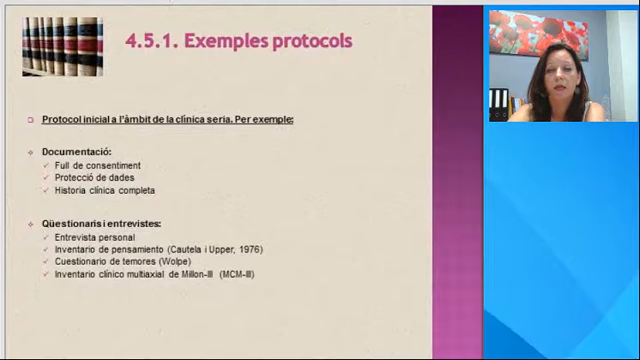 4.5.1. Exemples protocols
Protocol inicial a l'àmbit de la clínica seria. Per exemple:
Documentació:
Full de consentiment
Protecció de dades
Historia clínica completa
Qüestionaris i entrevistes:
Entrevista personal
Inventario de pensamiento (Cautela i Upper, 1976)
Cuestionario de temores (Wolpe)
Inventario clínico multiaxial de Millon-III (MCM-III)